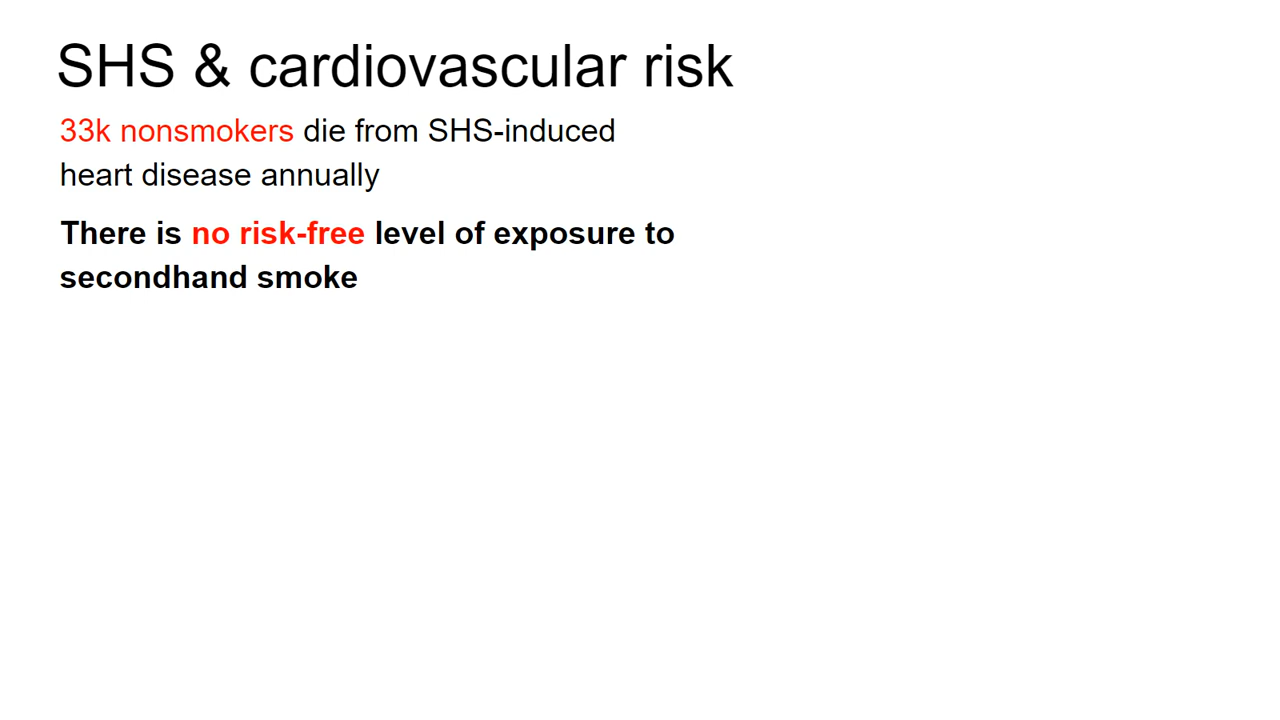 SHS & cardiovascular risk
33k nonsmokers die from SHS-induced
heart disease annually
There is no risk-free level of exposure to
secondhand smoke